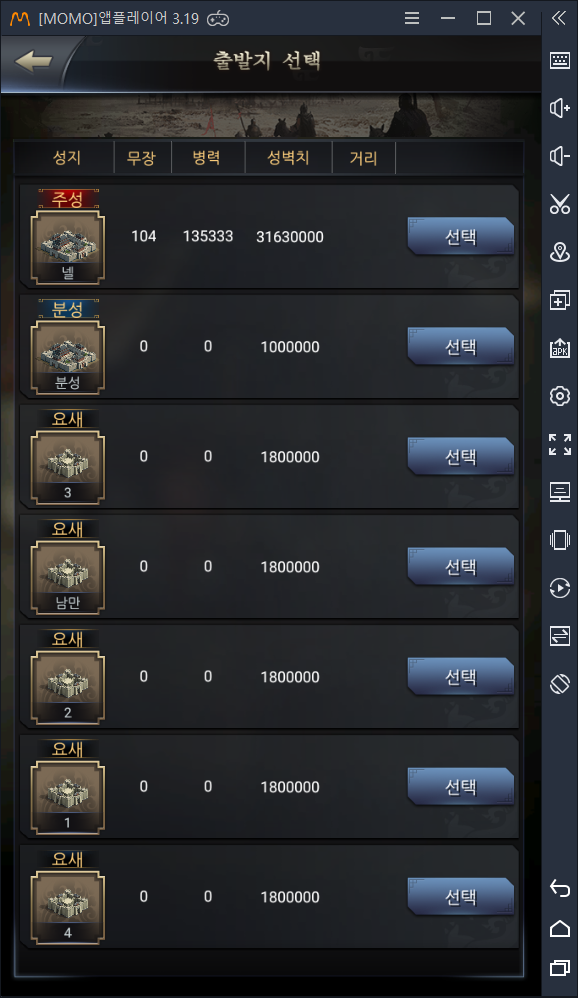 [MOMO]앱플레이어 3.19
출발지 선택
성지 무장 병력 성벽치 거리
주성
넬
104 135333 31630000 선택
분성
분성
0 0 1000000 선택
요새
3
0 0 1800000 선택
요새
남만
0 0 1800000 선택
요새
2
0 0 1800000 선택
요새
1
0 0 1800000 선택
요새
4
0 0 1800000 선택
APK